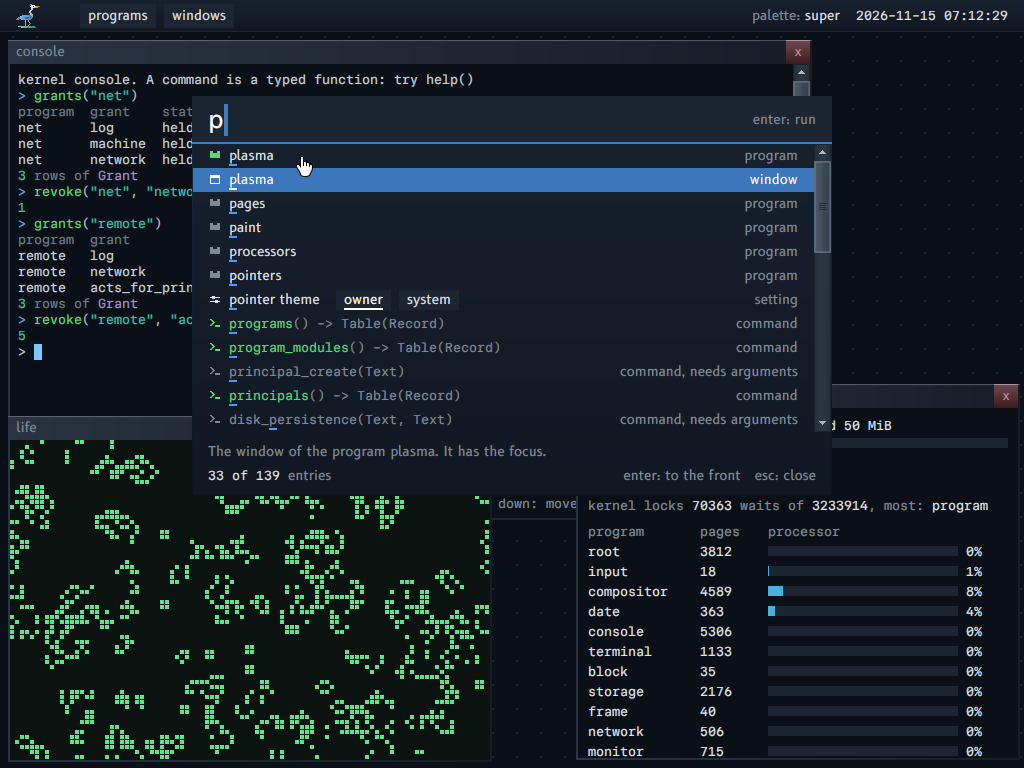 programs windows palette: super 2026-11-15 07:12:29
console x
kernel console. A command is a typed function: try help()
> grants("net")
program grant
net log held
net machine held
net network held
3 rows of Grant
> revoke("net",
1
> grants("remote")
program grant
remote log
remote network
remote
3 rows of Grant
> revoke("remote",
5
>
p enter: run
plasma program
plasma window
pages program
paint program
processors program
pointers program
pointer theme owner system setting
programs() -> Table(Record) command
program_modules() -> Table(Record) command
principal_create(Text) command, needs arguments
principals() -> Table(Record) command
disk_persistence(Text, Text) command, needs arguments
The window of the program plasma. It has the focus.
33 of 139 entries enter: to the front esc: close
life
down: move
x
50 MiB
kernel locks 70363 waits of 3233914, most: program
program pages processor
root 3812 0%
input 18 1%
compositor 4589 8%
date 363 4%
console 5306 0%
terminal 1133 0%
block 35 0%
storage 2176 0%
frame 40 0%
network 506 0%
monitor 715 0%